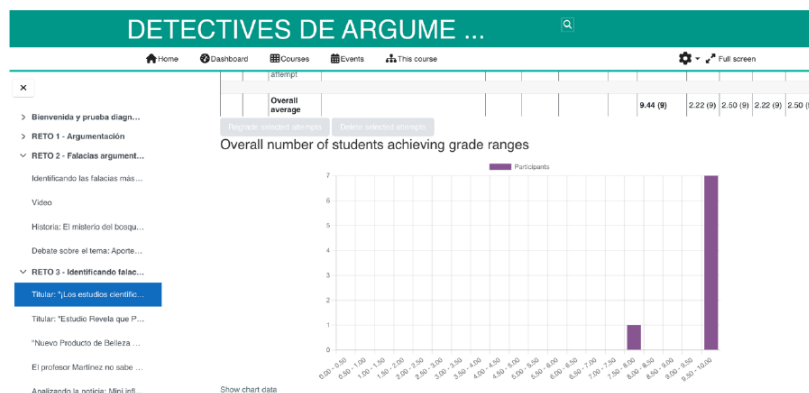 DETECTIVES DE ARGUME ...
Home Dashboard Courses Events This course Full screen
attempt
Overall average 9.44 (9) 2.22 (9) 2.50 (9) 2.22 (9) 2.50 (9
Regrade selected attempts Delete selected attempts
Overall number of students achieving grade ranges
Participants
7
6
5
4
3
2
1
0
0.00 - 0.50 0.50 - 1.00 1.00 - 1.50 1.50 - 2.00 2.00 - 2.50 2.50 - 3.00 3.00 - 3.50 3.50 - 4.00 4.00 - 4.50 4.50 - 5.00 5.00 - 5.50 5.50 - 6.00 6.00 - 6.50 6.50 - 7.00 7.00 - 7.50 7.50 - 8.00 8.00 - 8.50 8.50 - 9.00 9.00 - 9.50 9.50 - 10.00
Show chart data
Bienvenida y prueba diagn...
RETO 1 - Argumentación
RETO 2 - Falacias argument...
Identificando las falacias más...
Video
Historia: El misterio del bosqu...
Debate sobre el tema: Aporte...
RETO 3 - Identificando falac...
Titular: "¡Los estudios científic...
Titular: "Estudio Revela que P...
"Nuevo Producto de Belleza ...
El profesor Martínez no sabe ...
Analizando la noticia: Mini infl...